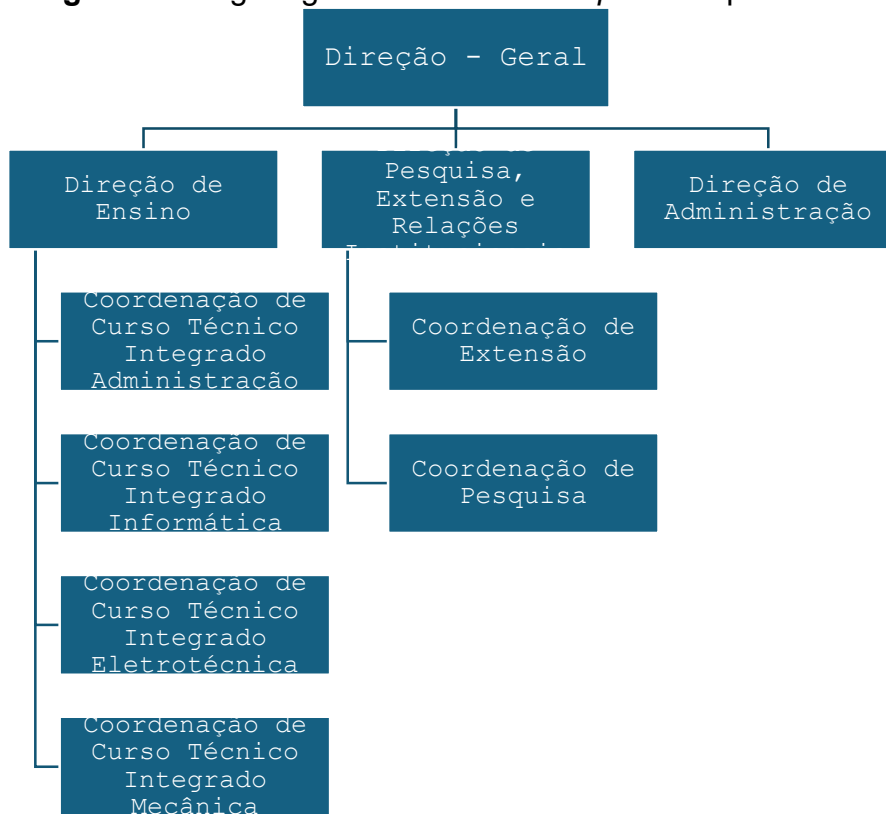 Direção - Geral
Direção de
Ensino
Pesquisa,
Extensão e
Relações
Direção de
Administração
Coordenação de
Curso Técnico
Integrado
Administração
Coordenação de
Curso Técnico
Integrado
Informática
Coordenação de
Curso Técnico
Integrado
Eletrotécnica
Coordenação de
Curso Técnico
Integrado
Mecânica
Coordenação de
Extensão
Coordenação de
Pesquisa